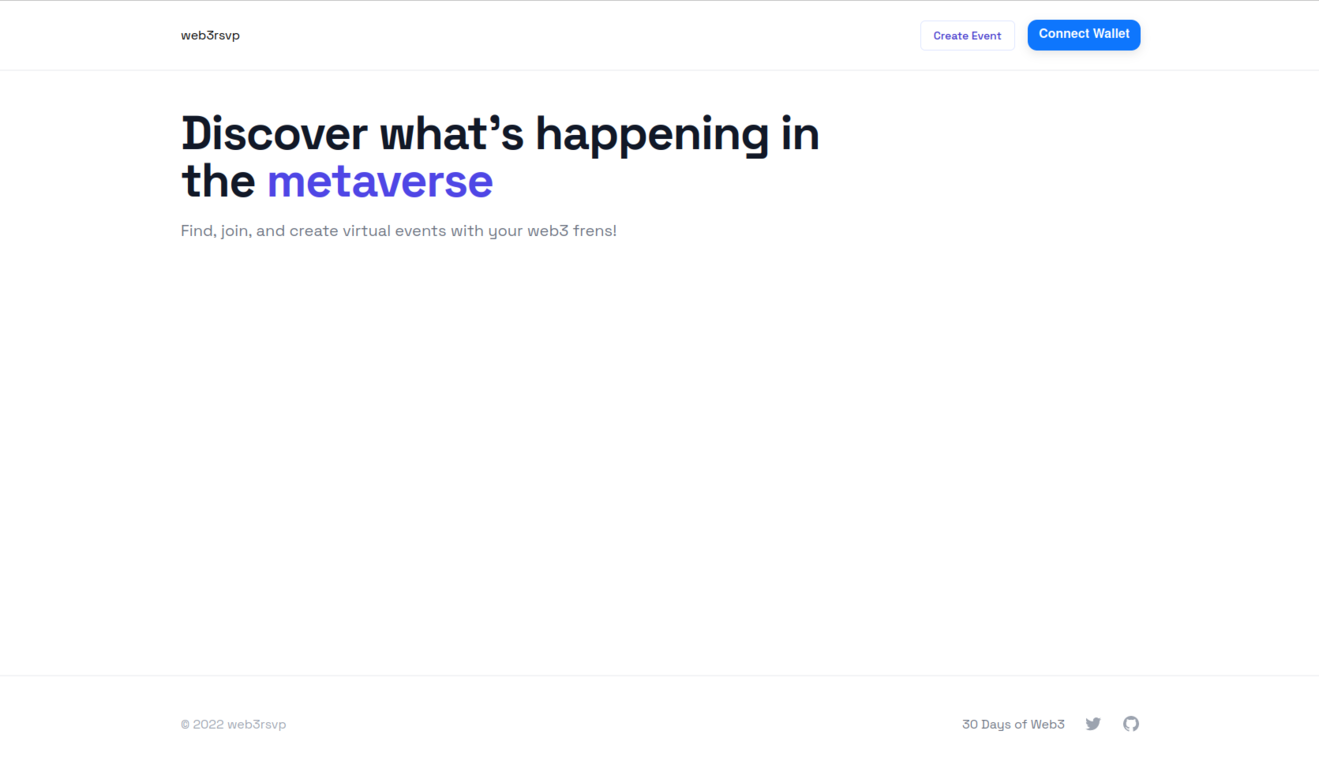 web3rsvp
Create Event
Connect Wallet
Discover what’s happening in
the metaverse
Find, join, and create virtual events with your web3 frens!
© 2022 web3rsvp
30 Days of Web3